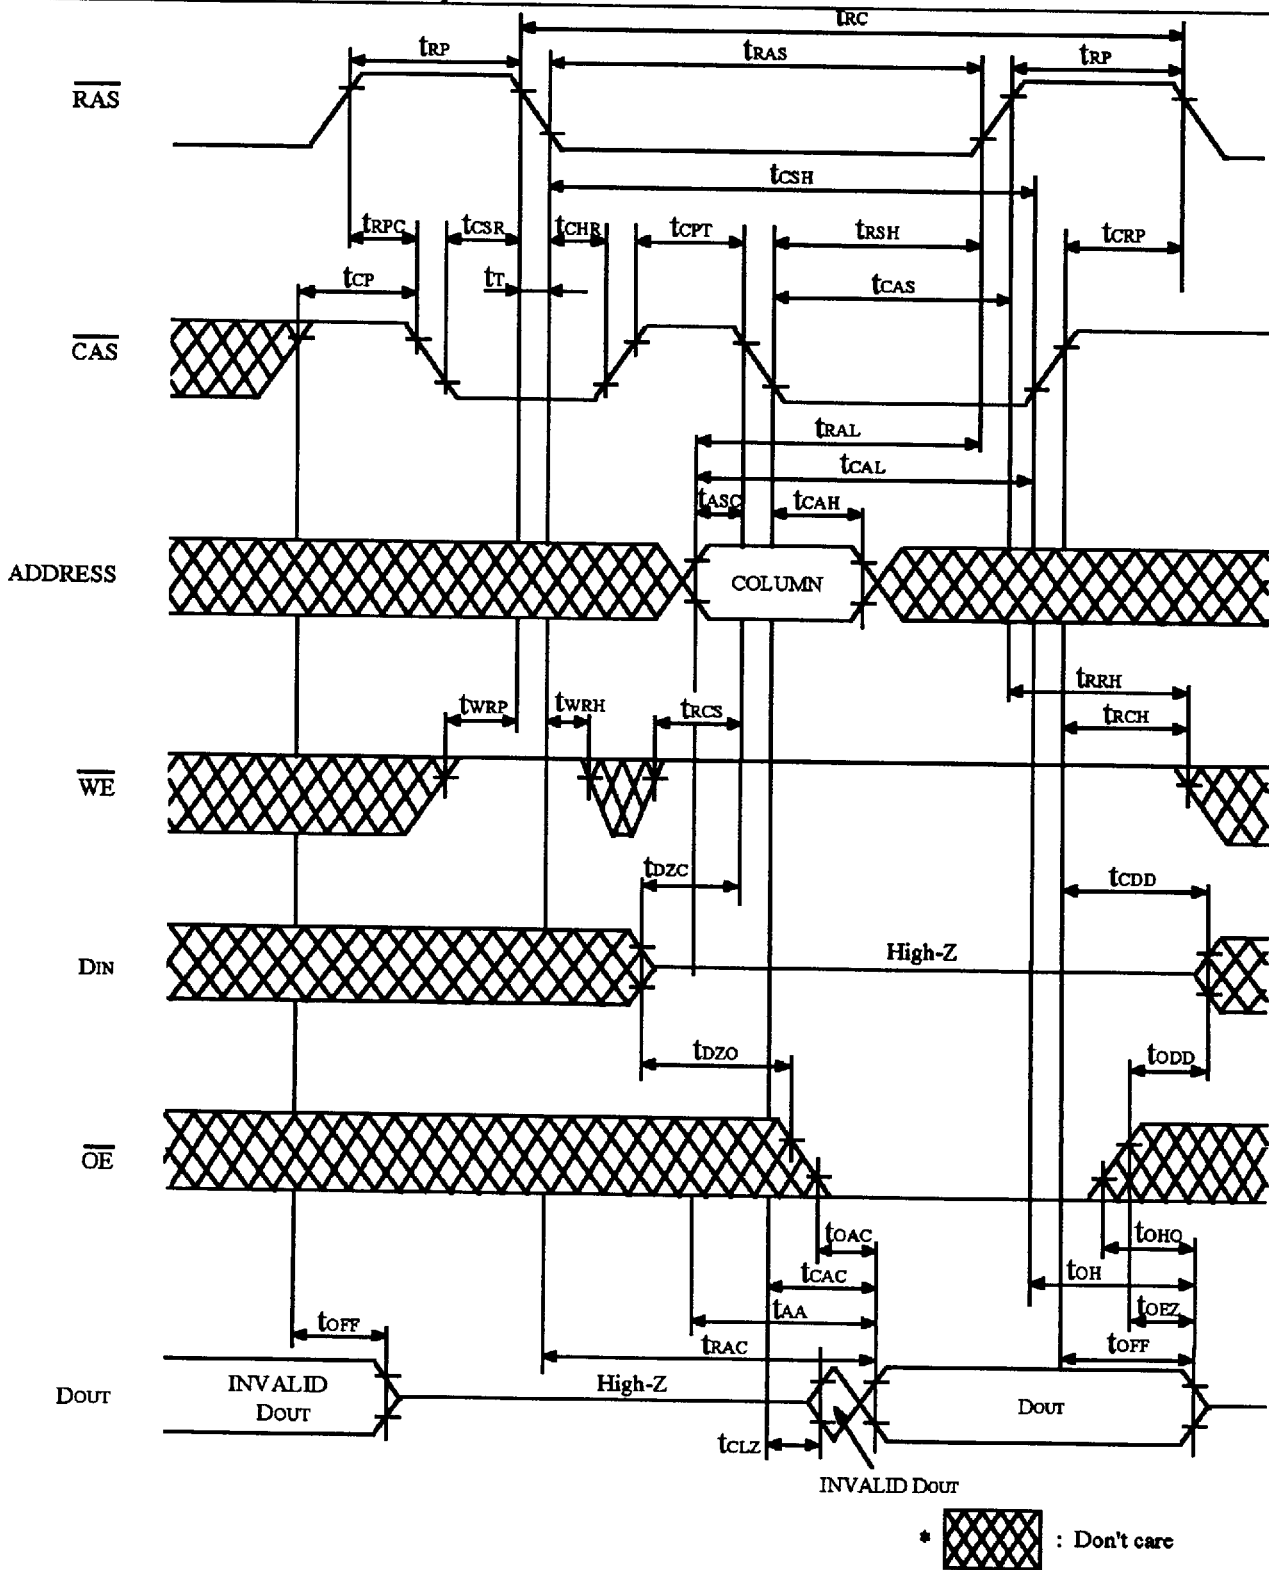 tRC
tRP
tRAS
tRP
RAS
tCSH
tRPC
tCSR
tCHR
tCPT
tRSH
tCRP
tCP
tT
tCAS
CAS
tRAL
tCAL
tASC
tCAH
ADDRESS
COLUMN
tRRH
tWRP
tWRH
tRCS
tRCH
WE
tDZC
tCDD
DIN
High-Z
tDZO
tODD
OE
tOAC
tOHO
tCAC
tOH
tAA
tOEZ
tOFF
tRAC
tOFF
DOUT
INVALID
DOUT
High-Z
DOUT
tCLZ
INVALID DOUT
* : Don't care